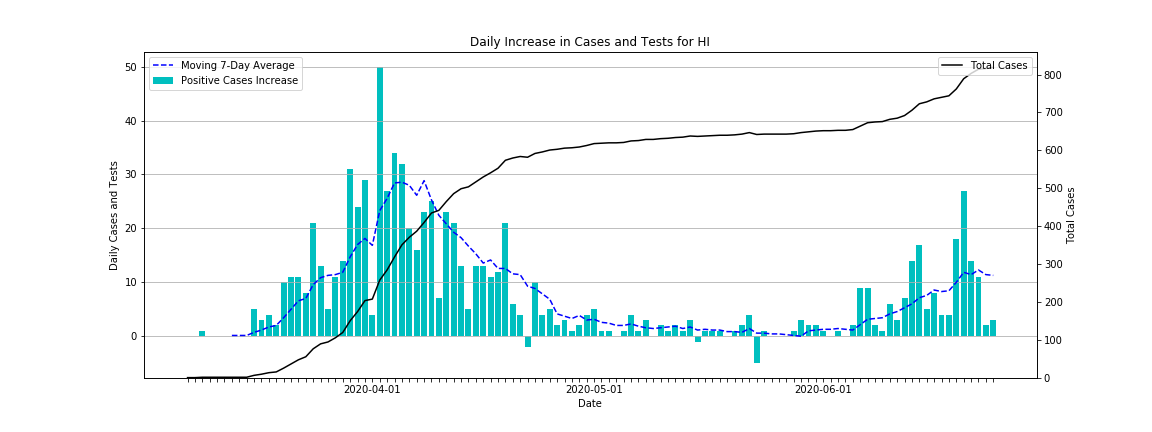 Daily Increase in Cases and Tests for HI
Moving 7-Day Average
Positive Cases Increase
Total Cases
50
40
30
20
10
0
Daily Cases and Tests
800
700
600
500
400
300
200
100
0
Total Cases
2020-04-01
2020-05-01
2020-06-01
Date